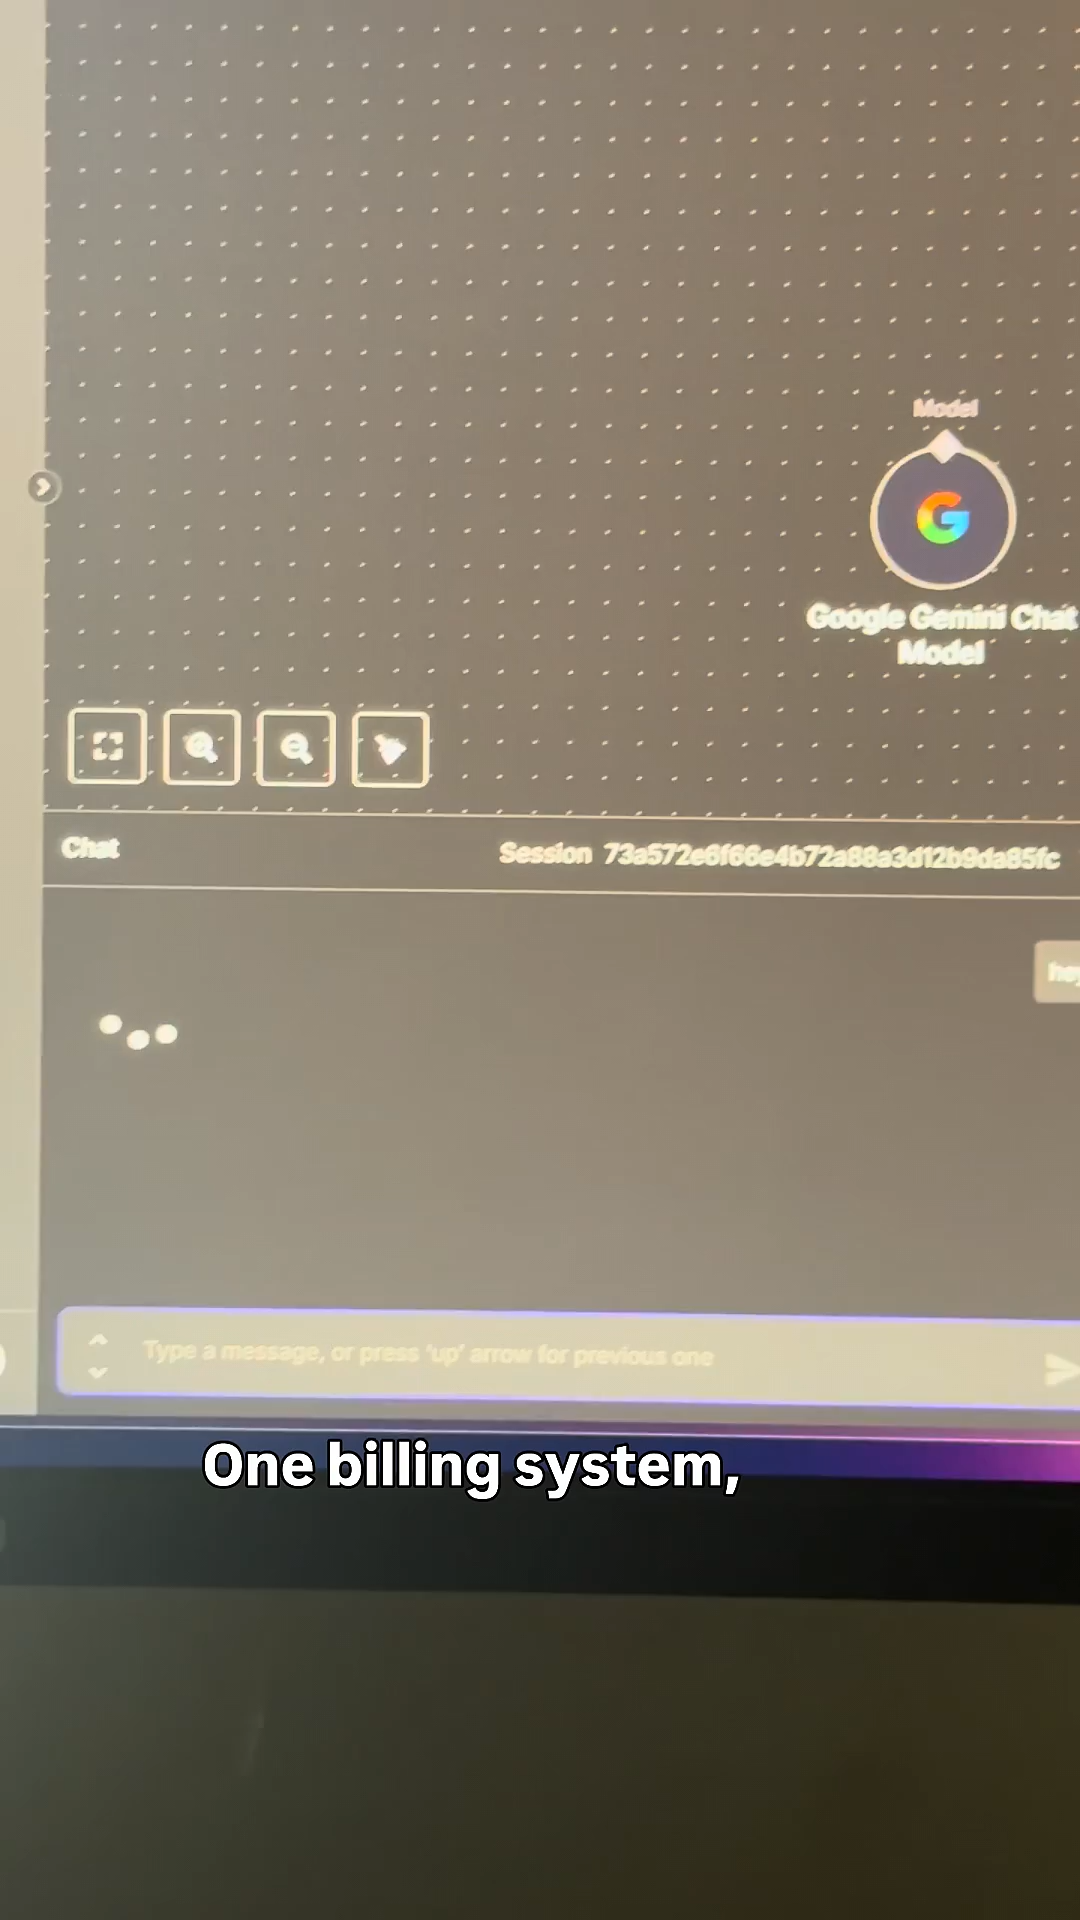 Model
Google Gemini Chat
Model
Chat
Session 73a572e6f66e4b72a88a3d12b9da85fc
hey
Type a message, or press 'up' arrow for previous one
One billing system,